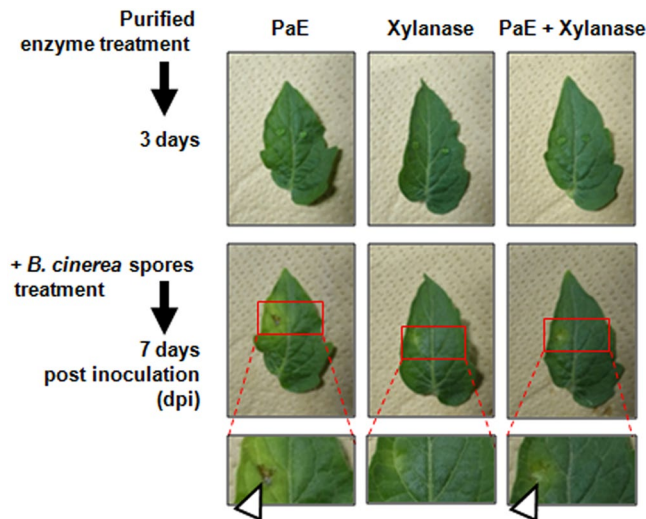 Purified
enzyme treatment
PaE
Xylanase
PaE + Xylanase
3 days
+ B. cinerea spores
treatment
7 days
post inoculation
(dpi)